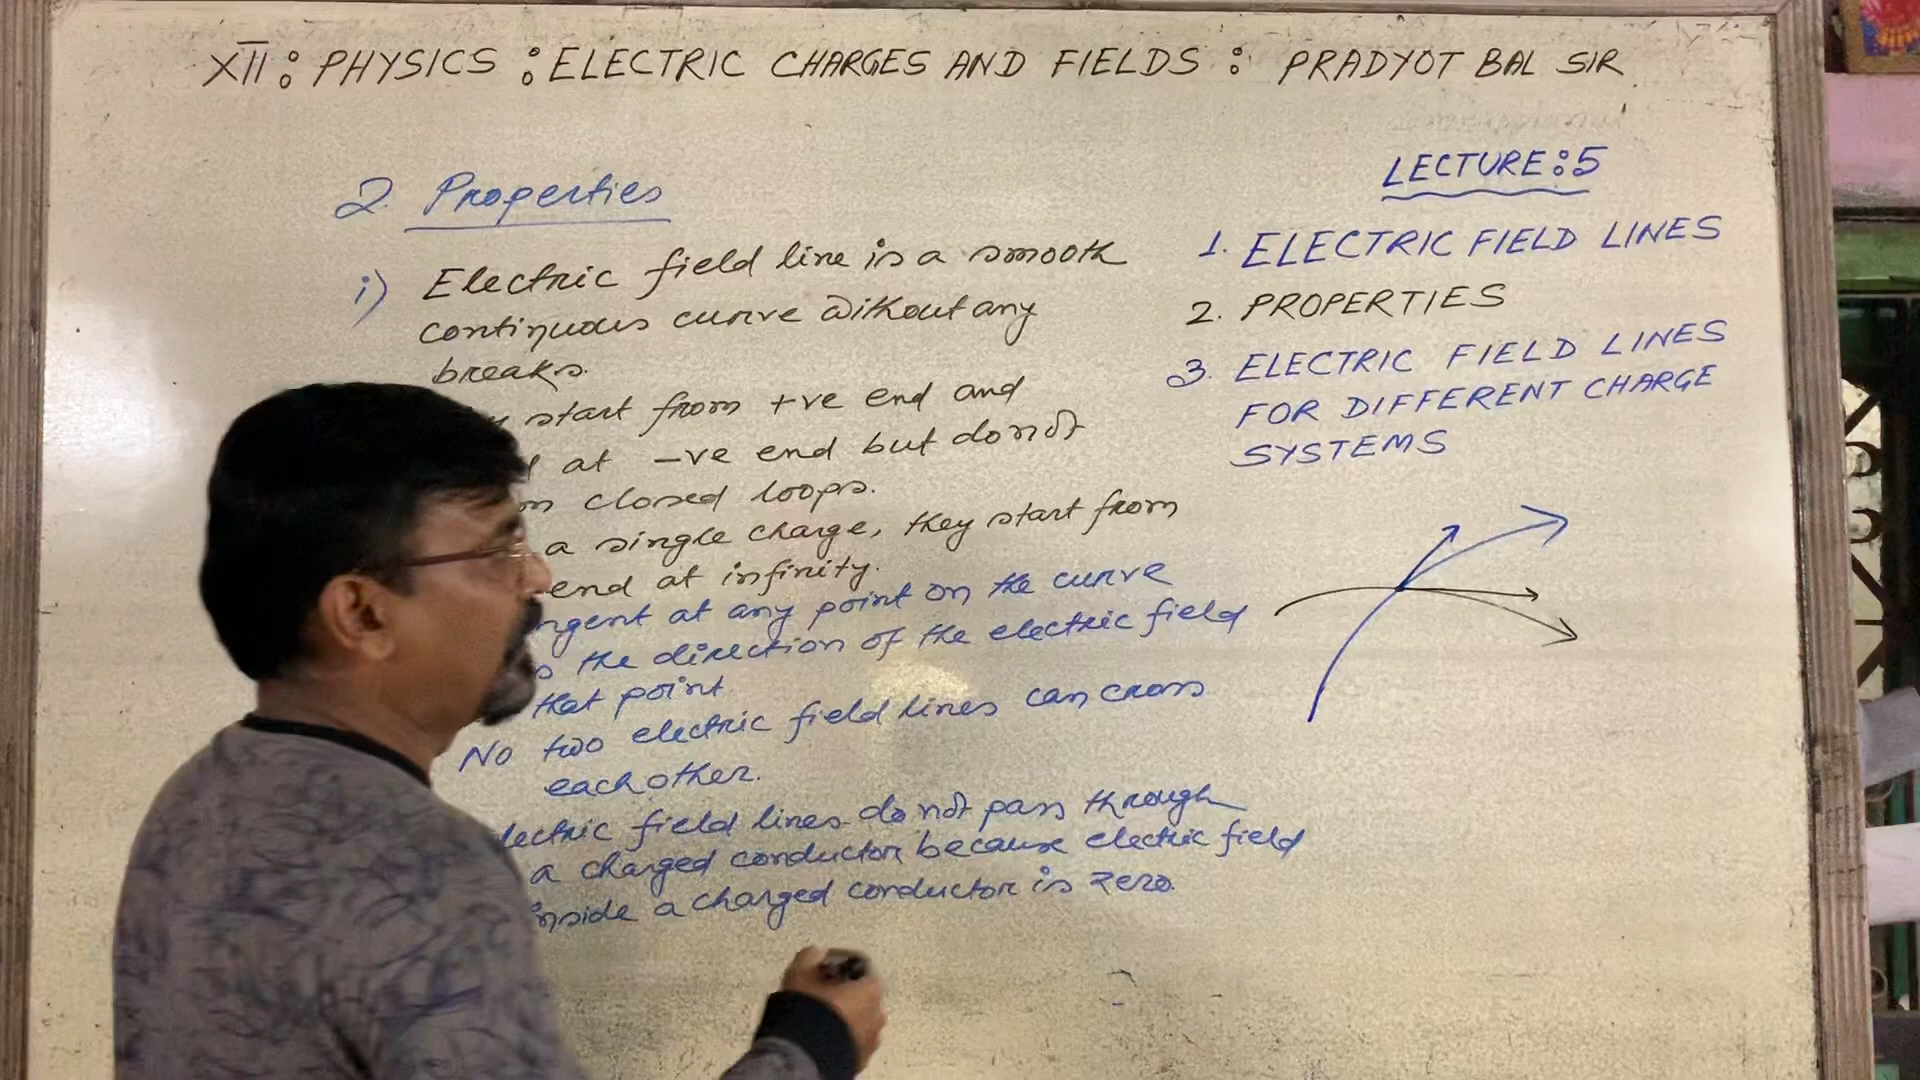 XII : PHYSICS : ELECTRIC CHARGES AND FIELDS : PRADYOT BAL SIR
2. Properties
i) Electric field line is a smooth
continuous curve without any
breaks.
start from +ve end and
at -ve end but do not
closed loops.
a single charge, they start from
end at infinity.
at any point on the curve
the direction of the electric field
that point
No two electric field lines can cross
each other.
field lines do not pass through
a charged conductor because electric field
inside a charged conductor is zero.
LECTURE:5
1. ELECTRIC FIELD LINES
2. PROPERTIES
3. ELECTRIC FIELD LINES
FOR DIFFERENT CHARGE
SYSTEMS